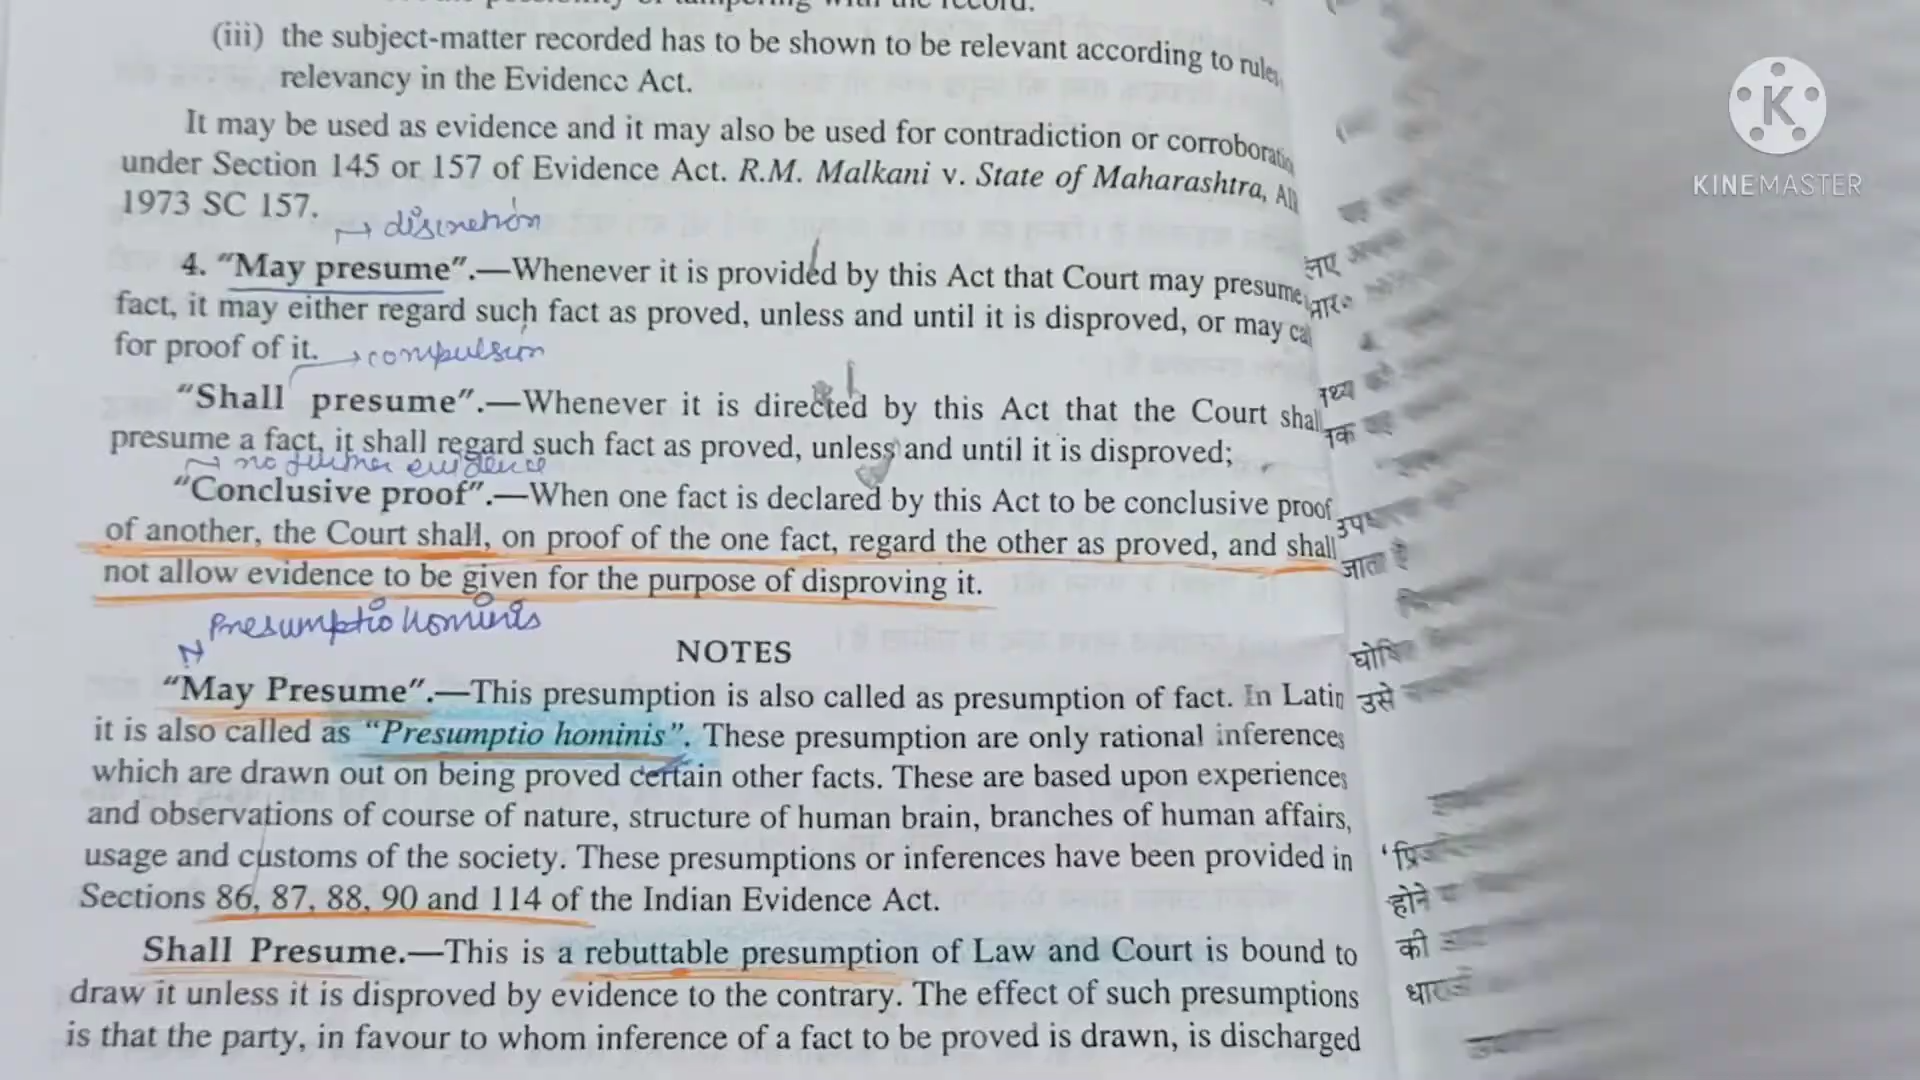 tampering with the record.
(iii) the subject-matter recorded has to be shown to be relevant according to rules
relevancy in the Evidence Act.
It may be used as evidence and it may also be used for contradiction or corroboratio
under Section 145 or 157 of Evidence Act. R.M. Malkani v. State of Maharashtra, AI
1973 SC 157.
→ discretion
4. “May presume”.—Whenever it is provided by this Act that Court may presume
fact, it may either regard such fact as proved, unless and until it is disproved, or may cal
for proof of it.
→ compulsion
“Shall presume”.—Whenever it is directed by this Act that the Court shal
presume a fact, it shall regard such fact as proved, unless and until it is disproved;
→ no further evidence
“Conclusive proof”.—When one fact is declared by this Act to be conclusive proof
of another, the Court shall, on proof of the one fact, regard the other as proved, and shall
not allow evidence to be given for the purpose of disproving it.
Presumptio hominis
NOTES
“May Presume”.—This presumption is also called as presumption of fact. In Latin
it is also called as “Presumptio hominis”. These presumption are only rational inferences
which are drawn out on being proved certain other facts. These are based upon experiences
and observations of course of nature, structure of human brain, branches of human affairs,
usage and customs of the society. These presumptions or inferences have been provided in
Sections 86, 87, 88, 90 and 114 of the Indian Evidence Act.
Shall Presume.—This is a rebuttable presumption of Law and Court is bound to
draw it unless it is disproved by evidence to the contrary. The effect of such presumptions
is that the party, in favour to whom inference of a fact to be proved is drawn, is discharged
लिए
तथ्य
जाता है
उसे
होने
की
K
KINEMASTER